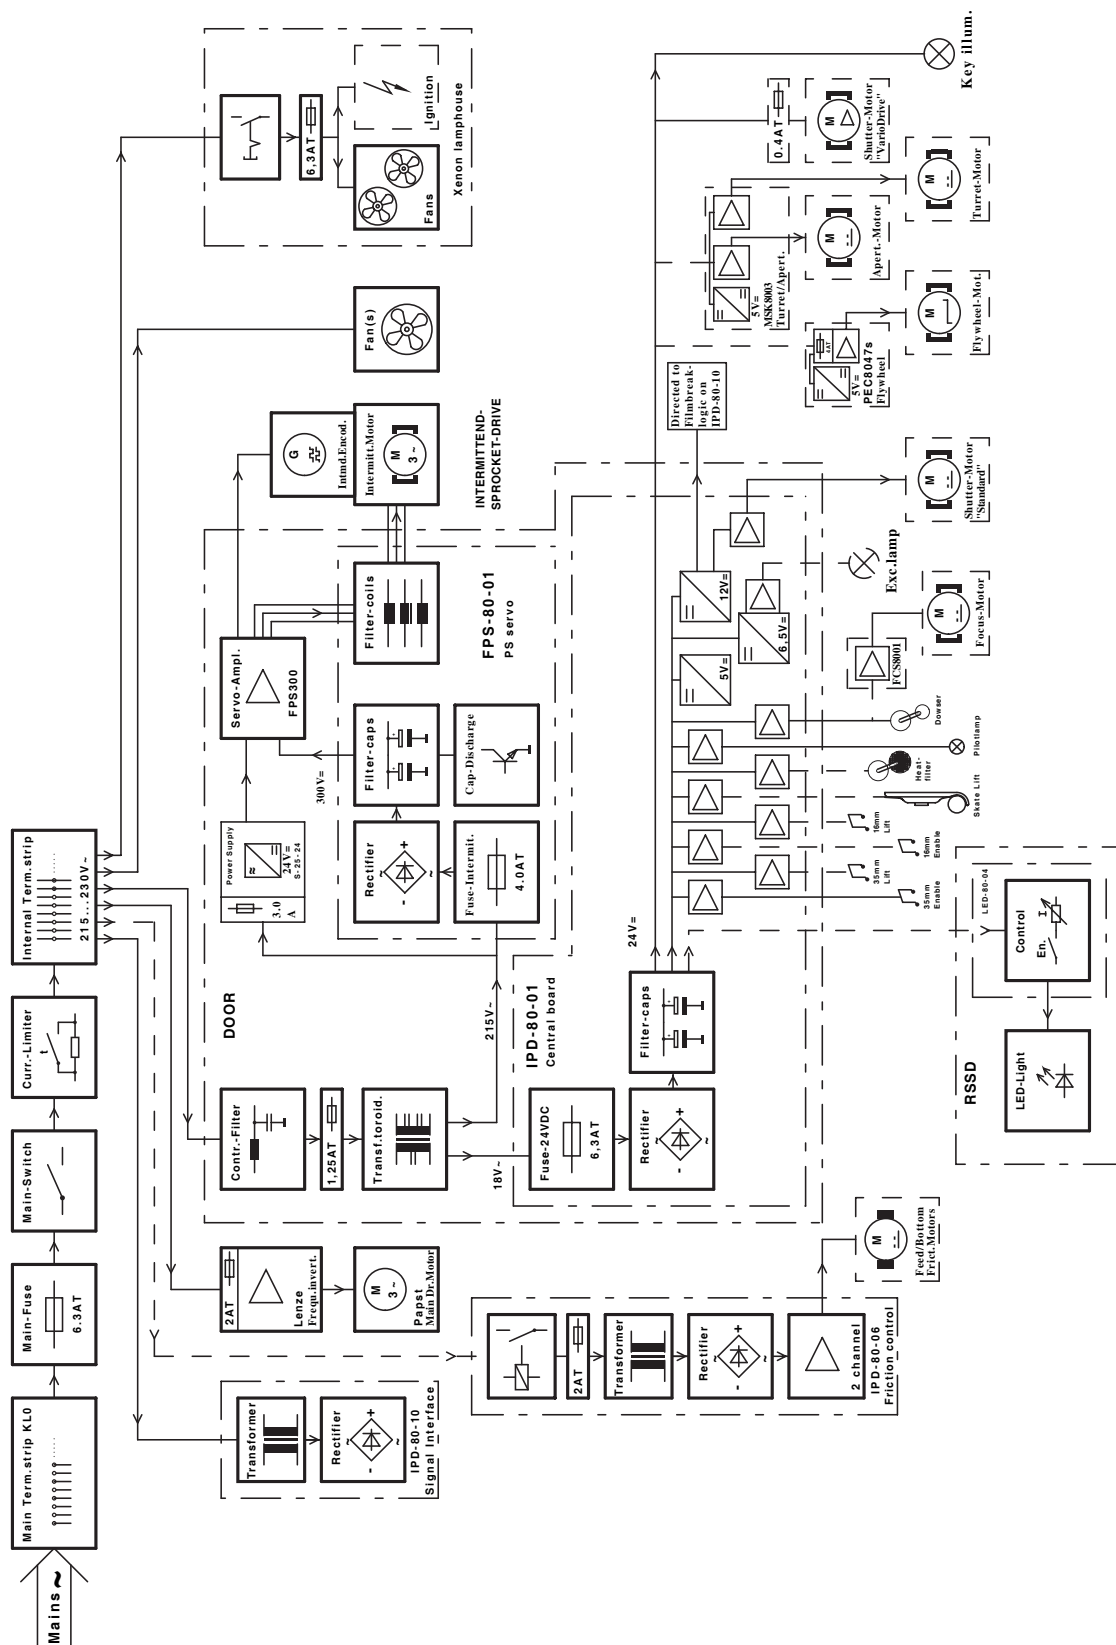 Mains ~
Main Term.strip KL0
Main-Fuse
6.3AT
Main-Switch
Curr.-Limiter
t
Internal Term.strip
215...230V~
Transformer
Rectifier
~
+
-
~
IPD-80-10
Signal Interface
2AT
Lenze
Frequ.invert.
M
3 ~
Papst
Main Dr.Motor
DOOR
Contr.-Filter
1,25AT
Transf.toroid.
18V~
215V~
3.0
A
Power Supply
24V=
S-25-24
Servo-Ampl.
FPS300
300V=
Rectifier
Fuse-Intermit.
4.0AT
Filter-caps
Cap-Discharge
Filter-coils
FPS-80-01
PS servo
G
Intmd.Encod.
Intermitt.Motor
M
3 ~
INTERMITTEND-
SPROCKET-DRIVE
Fan(s)
6,3AT
Fans
Ignition
Xenon lamphouse
2AT
Transformer
Rectifier
~
+
-
~
2 channel
IPD-80-06
Friction control
M
Feed/Bottom
Frict.Motors
IPD-80-01
Central board
Fuse-24VDC
6,3AT
Rectifier
~
+
-
~
Filter-caps
24V=
5V=
6,5V=
12V=
Directed to
Filmbreak-
logic on
IPD-80-10
35mm
Enable
35mm
Lift
16mm
Enable
16mm
Lift
Skate Lift
Heat-
filter
Pilotlamp
Dowser
FCS8001
M
Focus-Motor
Exc.lamp
M
Shutter-Motor
"Standard"
4AT
5V=
PEC8047s
Flywheel
M
Flywheel-Mot.
5V=
MSK8003
Turret/Apert.
M
Apert.-Motor
M
Turret-Motor
0.4AT
M
Shutter-Motor
"VarioDrive"
Key illum.
RSSD
LED-Light
LED-80-04
Control
En.
I